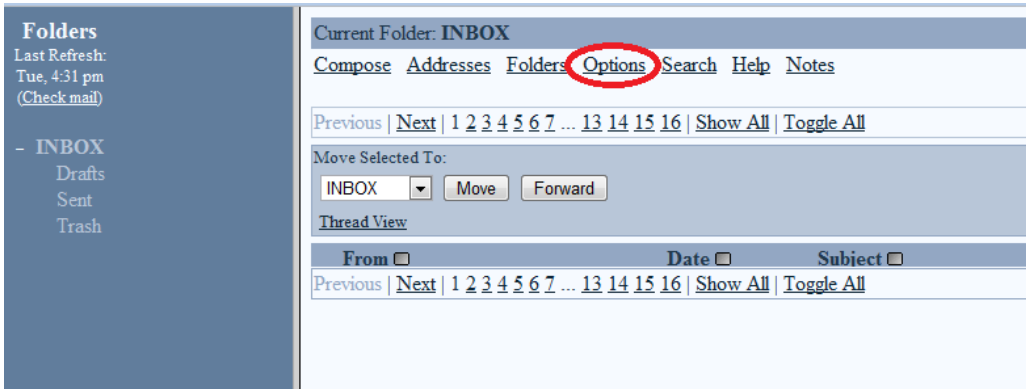 Folders
Last Refresh:
Tue, 4:31 pm
(Check mail)
– INBOX
Drafts
Sent
Trash
Current Folder: INBOX
Compose Addresses Folders Options Search Help Notes
Previous | Next | 1 2 3 4 5 6 7 ... 13 14 15 16 | Show All | Toggle All
Move Selected To:
INBOX Move Forward
Thread View
From Date Subject
Previous | Next | 1 2 3 4 5 6 7 ... 13 14 15 16 | Show All | Toggle All